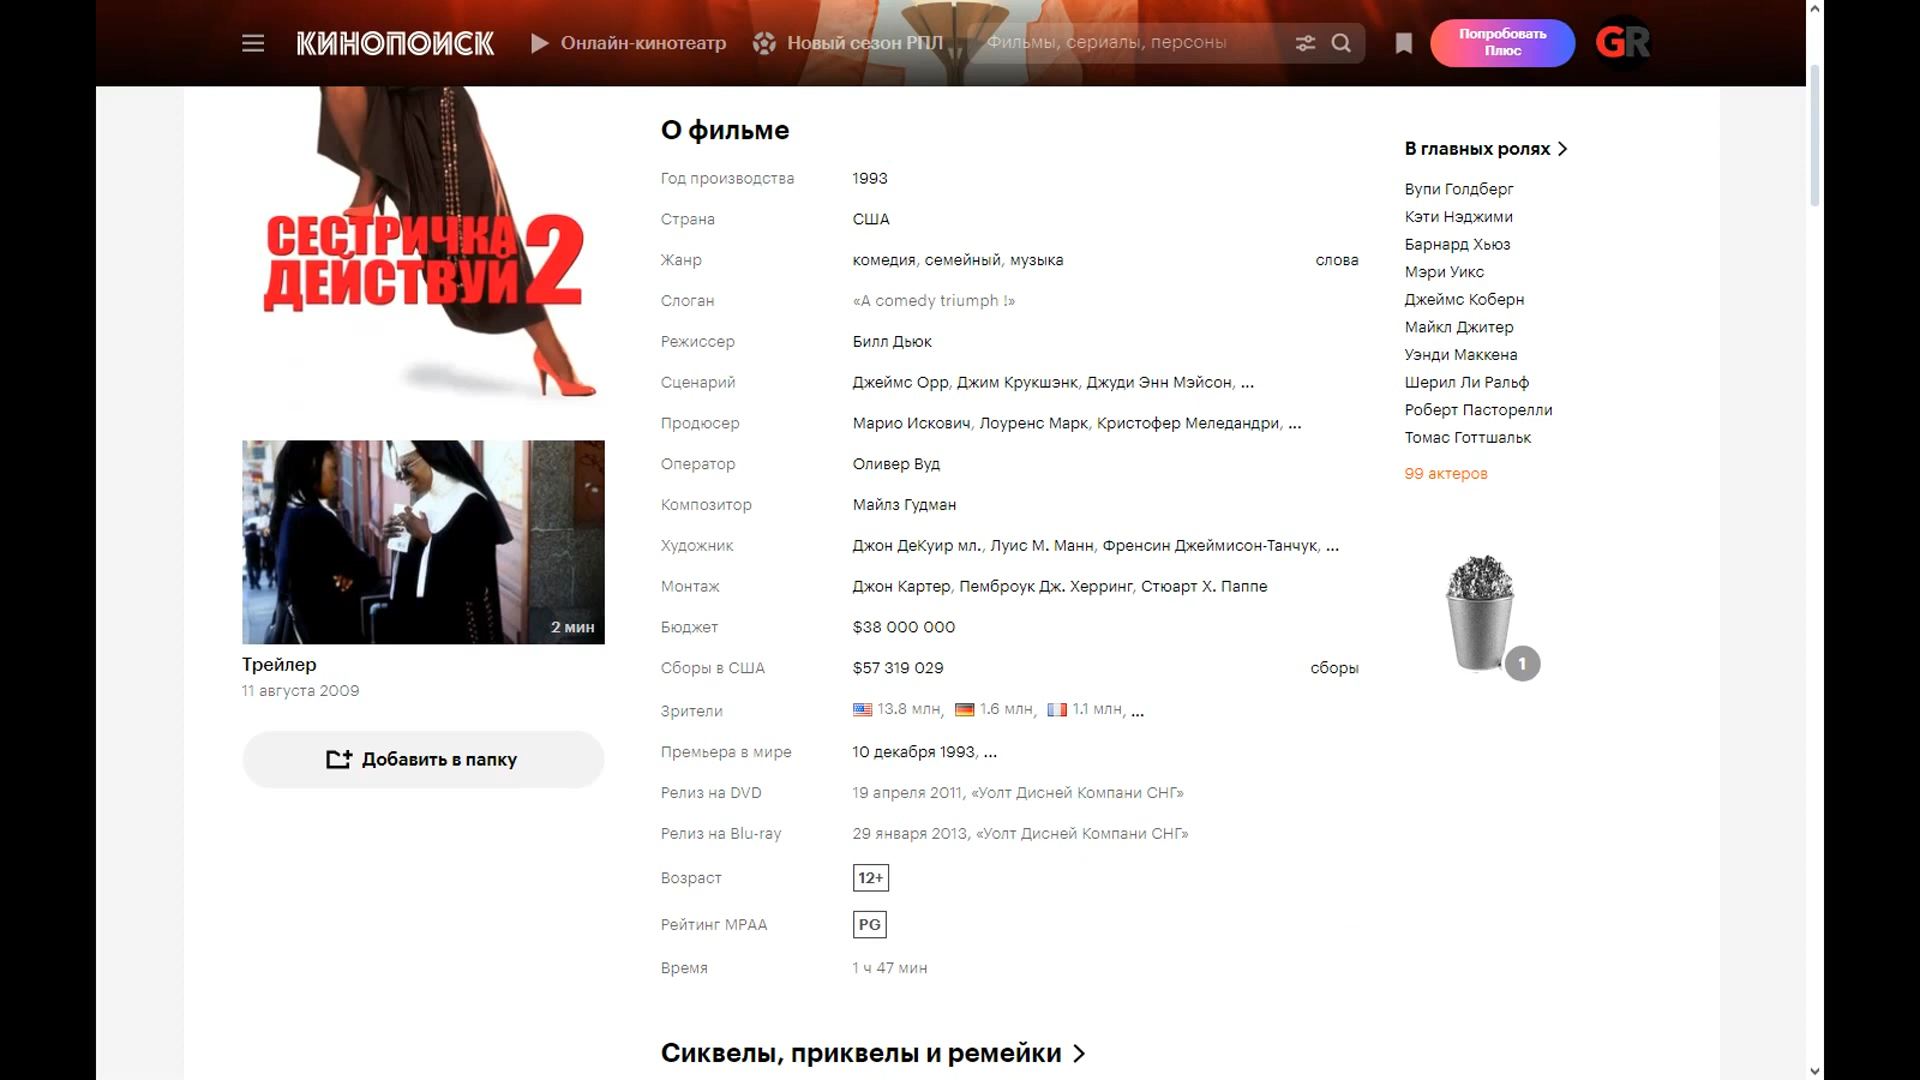 КИНОПОИСК
Онлайн-кинотеатр
Новый сезон РПЛ
Фильмы, сериалы, персоны
Попробовать
Плюс
GR
СЕСТРИЧКА
ДЕЙСТВУЙ 2
2 мин
Трейлер
11 августа 2009
Добавить в папку
О фильме
Год производства 1993
Страна США
Жанр комедия, семейный, музыка слова
Слоган «A comedy triumph !»
Режиссер Билл Дьюк
Сценарий Джеймс Орр, Джим Крукшэнк, Джуди Энн Мэйсон, ...
Продюсер Марио Искович, Лоуренс Марк, Кристофер Меледандри, ...
Оператор Оливер Вуд
Композитор Майлз Гудман
Художник Джон ДеКуир мл., Луис М. Манн, Френсин Джеймисон-Танчук, ...
Монтаж Джон Картер, Пемброук Дж. Херринг, Стюарт Х. Паппе
Бюджет $38 000 000
Сборы в США $57 319 029 сборы
Зрители 13.8 млн, 1.6 млн, 1.1 млн, ...
Премьера в мире 10 декабря 1993, ...
Релиз на DVD 19 апреля 2011, «Уолт Дисней Компани СНГ»
Релиз на Blu-ray 29 января 2013, «Уолт Дисней Компани СНГ»
Возраст 12+
Рейтинг MPAA PG
Время 1 ч 47 мин
Сиквелы, приквелы и ремейки
В главных ролях
Вупи Голдберг
Кэти Нэджими
Барнард Хьюз
Мэри Уикс
Джеймс Коберн
Майкл Джитер
Уэнди Маккена
Шерил Ли Ральф
Роберт Пасторелли
Томас Готтшальк
99 актеров
1